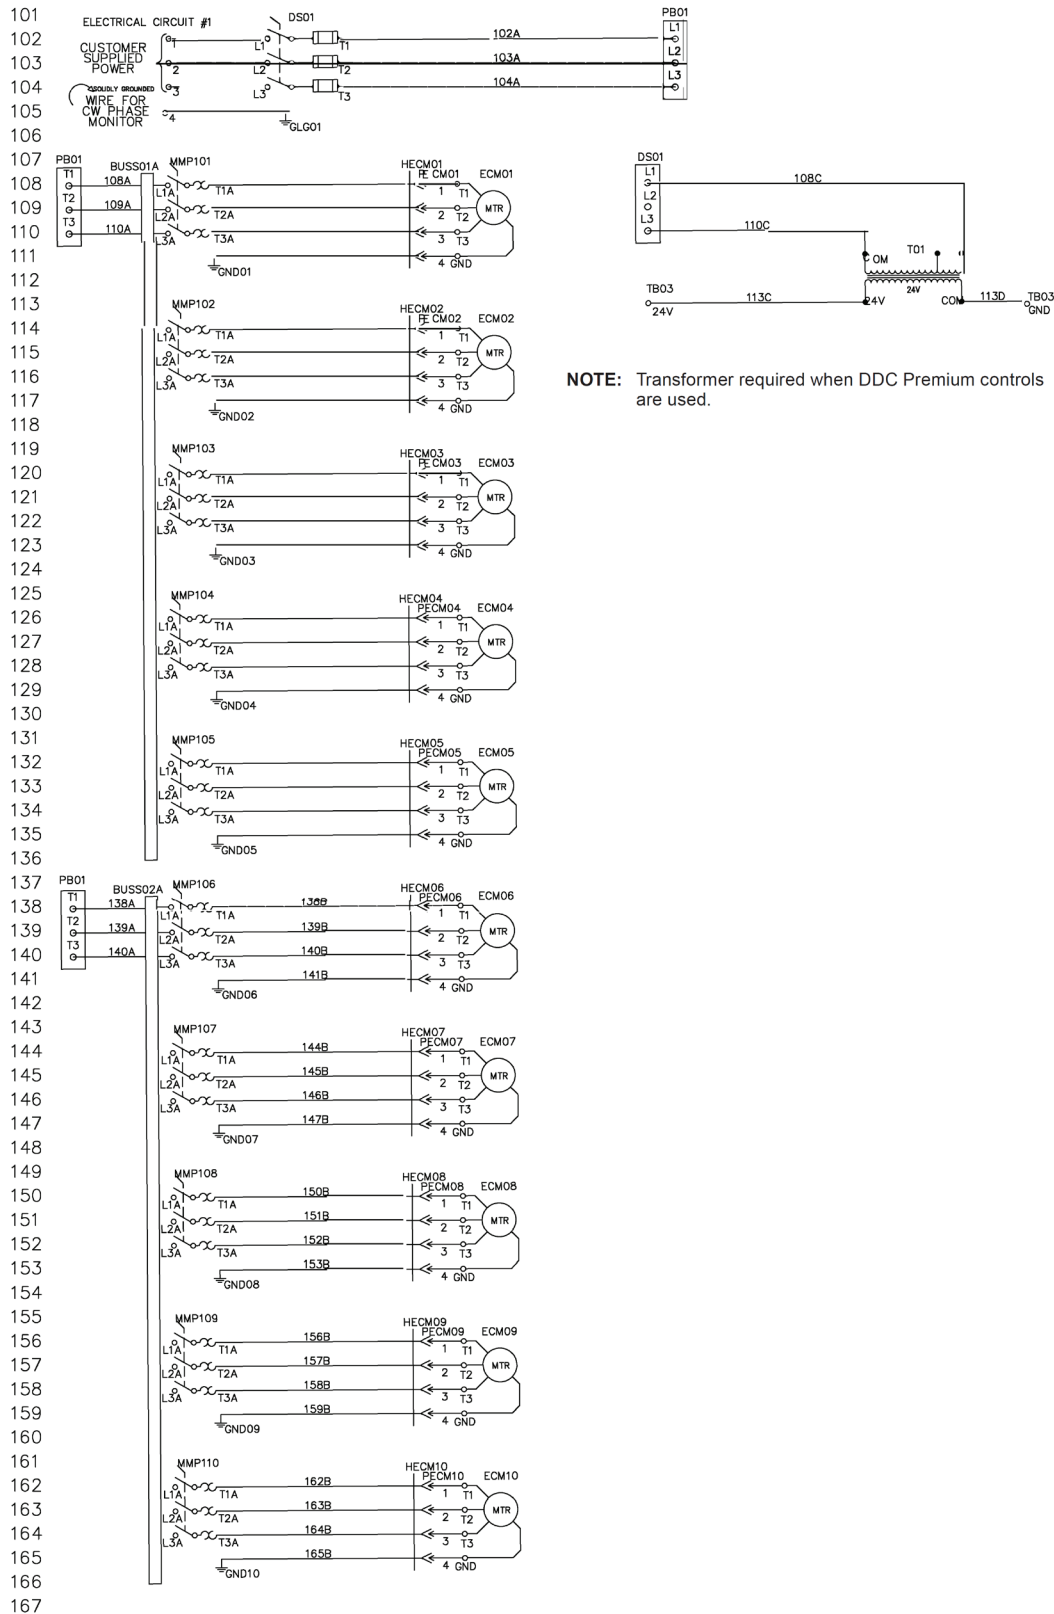 101
ELECTRICAL CIRCUIT #1 DS01 PB01
102 CUSTOMER SUPPLIED POWER 1 L1 T1 102A L1
103 2 L2 T2 103A L2
104 3 L3 T3 104A L3
SOLIDLY GROUNDED
WIRE FOR
CW PHASE
MONITOR
105 4 GLG01
106
107 PB01 BUSS01A MMP101 HECM01 PECM01 ECM01 DS01
108 T1 108A L1A T1A 1 T1 L1 108C
109 T2 109A L2A T2A 2 T2 MTR L2
110 T3 110A L3A T3A 3 T3 L3 110C
111 GND01 4 GND COM T01
112 24V
113 MMP102 HECM02 PECM02 ECM02 TB03 24V 113C 24V COM 113D TB03 GND
114 L1A T1A 1 T1
115 L2A T2A 2 T2 MTR
116 L3A T3A 3 T3
NOTE: Transformer required when DDC Premium controls
are used.
117 GND02 4 GND
118
119 MMP103 HECM03 PECM03 ECM03
120 L1A T1A 1 T1
121 L2A T2A 2 T2 MTR
122 L3A T3A 3 T3
123 GND03 4 GND
124
125 MMP104 HECM04 PECM04 ECM04
126 L1A T1A 1 T1
127 L2A T2A 2 T2 MTR
128 L3A T3A 3 T3
129 GND04 4 GND
130
131 MMP105 HECM05 PECM05 ECM05
132 L1A T1A 1 T1
133 L2A T2A 2 T2 MTR
134 L3A T3A 3 T3
135 GND05 4 GND
136
137 PB01 BUSS02A MMP106 HECM06 PECM06 ECM06
138 T1 138A L1A T1A 138B 1 T1
139 T2 139A L2A T2A 139B 2 T2 MTR
140 T3 140A L3A T3A 140B 3 T3
141 GND06 141B 4 GND
142
143 MMP107 HECM07 PECM07 ECM07
144 L1A T1A 144B 1 T1
145 L2A T2A 145B 2 T2 MTR
146 L3A T3A 146B 3 T3
147 GND07 147B 4 GND
148
149 MMP108 HECM08 PECM08 ECM08
150 L1A T1A 150B 1 T1
151 L2A T2A 151B 2 T2 MTR
152 L3A T3A 152B 3 T3
153 GND08 153B 4 GND
154
155 MMP109 HECM09 PECM09 ECM09
156 L1A T1A 156B 1 T1
157 L2A T2A 157B 2 T2 MTR
158 L3A T3A 158B 3 T3
159 GND09 159B 4 GND
160
161 MMP110 HECM10 PECM10 ECM10
162 L1A T1A 162B 1 T1
163 L2A T2A 163B 2 T2 MTR
164 L3A T3A 164B 3 T3
165 GND10 165B 4 GND
166
167